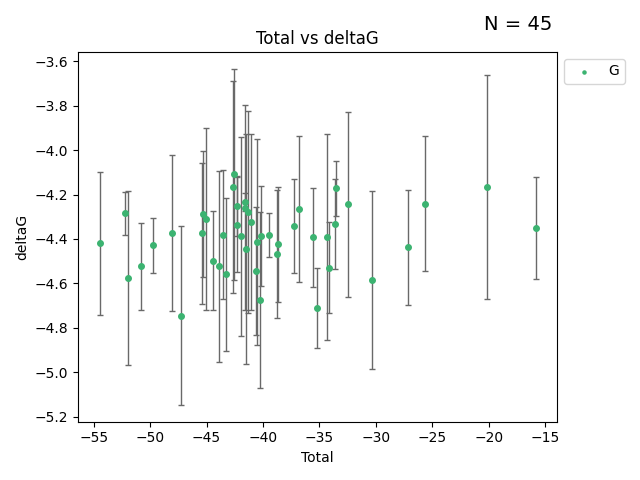 N = 45
Total vs deltaG
G
deltaG
−3.6
−3.8
−4.0
−4.2
−4.4
−4.6
−4.8
−5.0
−5.2
−55 −50 −45 −40 −35 −30 −25 −20 −15
Total